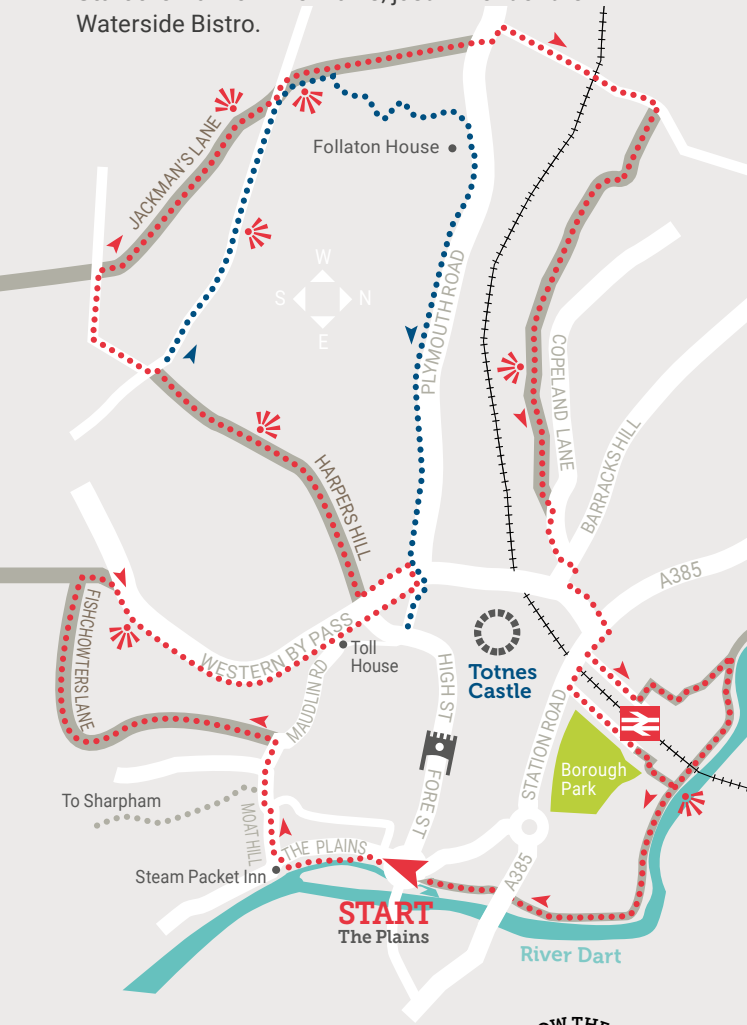 Waterside Bistro.
JACKMAN'S LANE
Follaton House
W
S
N
E
PLYMOUTH ROAD
COPELAND LANE
BARRACKS HILL
HARPERS HILL
A385
FISHCHOWTERS LANE
WESTERN BY PASS
Toll
House
Totnes
Castle
HIGH ST
MAUDLIN RD
STATION ROAD
Borough
Park
FORE ST
To Sharpham
MOAT HILL
THE PLAINS
Steam Packet Inn
A385
START
The Plains
River Dart
THE